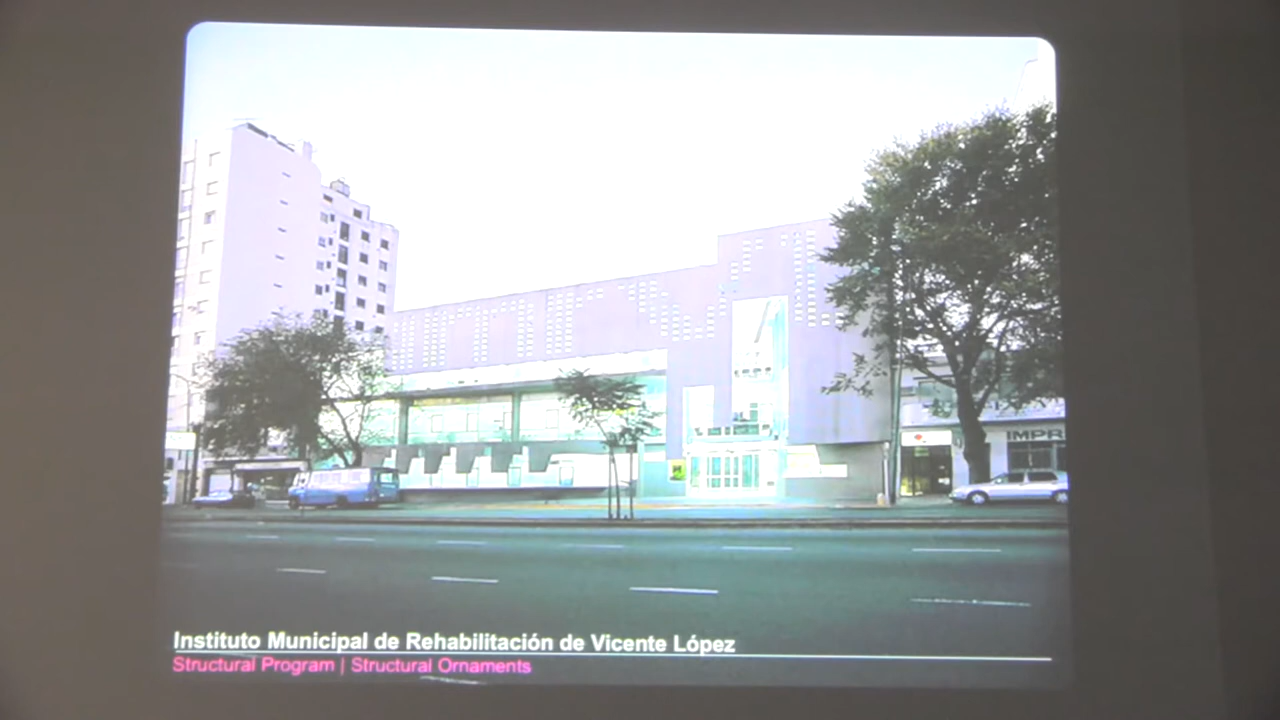 IMPR
Instituto Municipal de Rehabilitación de Vicente López
Structural Program | Structural Ornaments